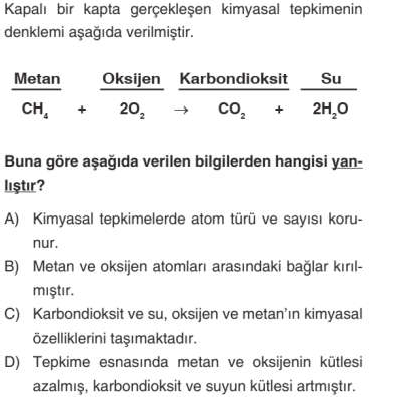 Kapalı bir kapta gerçekleşen kimyasal tepkimenin
denklemi aşağıda verilmiştir.
Metan Oksijen Karbondioksit Su
CH₄ + 2O₂ → CO₂ + 2H₂O
Buna göre aşağıda verilen bilgilerden hangisi yan-
lıştır?
A) Kimyasal tepkimelerde atom türü ve sayısı koru-
nur.
B) Metan ve oksijen atomları arasındaki bağlar kırıl-
mıştır.
C) Karbondioksit ve su, oksijen ve metan'ın kimyasal
özelliklerini taşımaktadır.
D) Tepkime esnasında metan ve oksijenin kütlesi
azalmış, karbondioksit ve suyun kütlesi artmıştır.